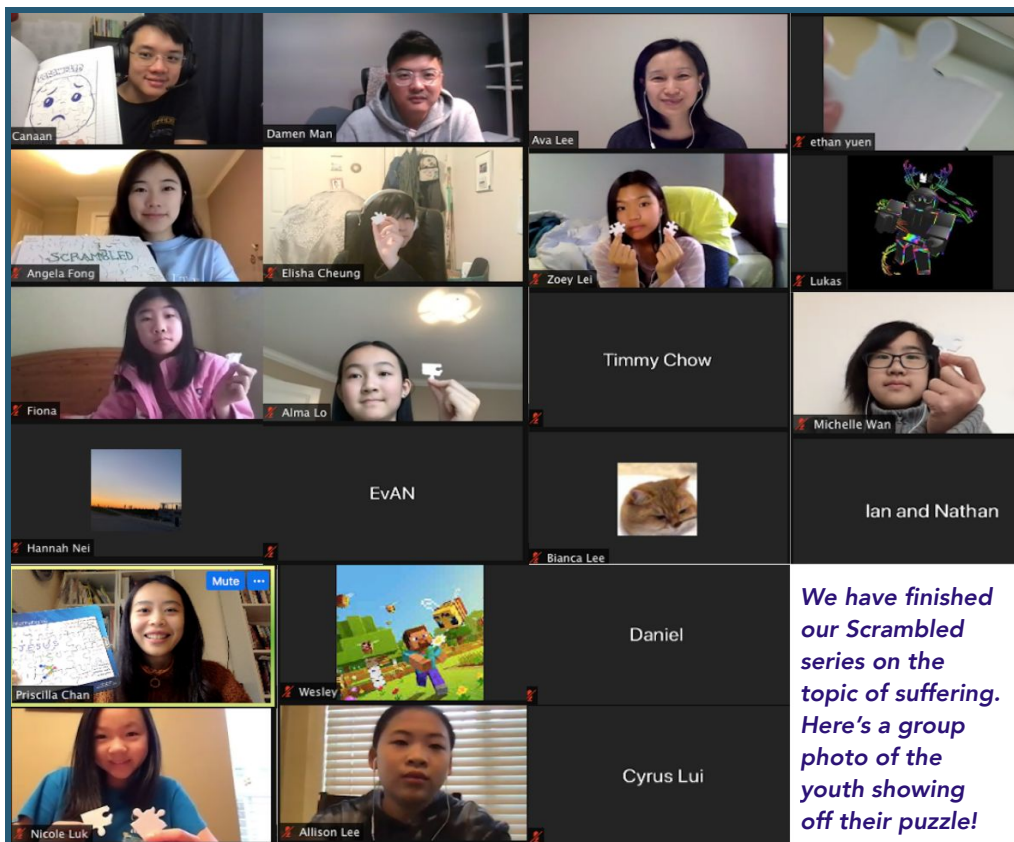 Canaan
Damen Man
Ava Lee
ethan yuen
SCRAMBLED
Angela Fong
Elisha Cheung
Zoey Lei
Lukas
Fiona
Alma Lo
Timmy Chow
Michelle Wan
Hannah Nei
EvAN
Bianca Lee
Ian and Nathan
Mute
JESUS
Priscilla Chan
Wesley
Daniel
Nicole Luk
Allison Lee
Cyrus Lui
We have finished
our Scrambled
series on the
topic of suffering.
Here's a group
photo of the
youth showing
off their puzzle!